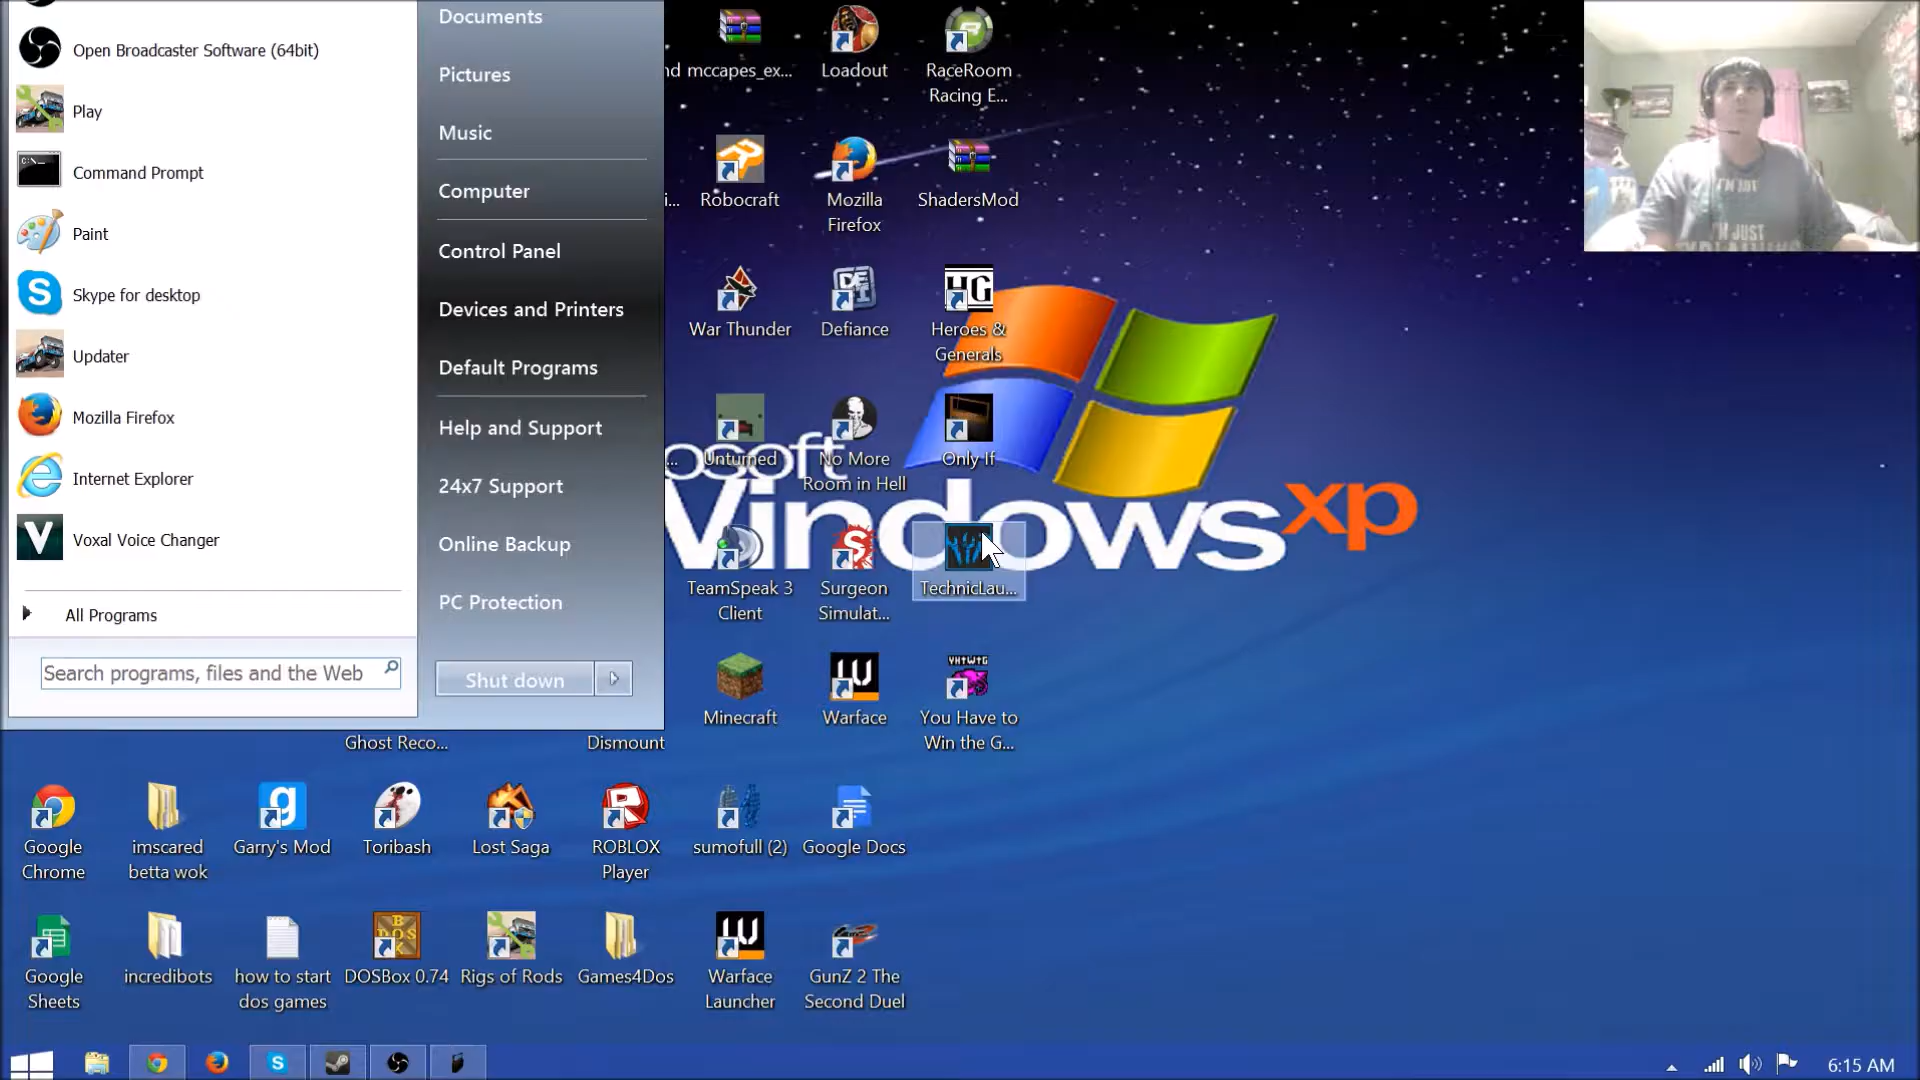 Open Broadcaster Software (64bit)
Play
Command Prompt
Paint
Skype for desktop
Updater
Mozilla Firefox
Internet Explorer
Voxal Voice Changer
All Programs
Search programs, files and the Web
Documents
Pictures
Music
Computer
Control Panel
Devices and Printers
Default Programs
Help and Support
24x7 Support
Online Backup
PC Protection
Shut down
mccapes_ex...
Loadout
RaceRoom
Racing E...
Robocraft
Mozilla
Firefox
ShadersMod
War Thunder
Defiance
Heroes &
Generals
Unturned
No More
Room in Hell
Only If
osoft
Windows xp
TeamSpeak 3
Client
Surgeon
Simulat...
TechnicLau...
Minecraft
Warface
You Have to
Win the G...
Ghost Reco...
Dismount
Google
Chrome
imscared
betta wok
Garry's Mod
Toribash
Lost Saga
ROBLOX
Player
sumofull (2)
Google Docs
Google
Sheets
incredibots
how to start
dos games
DOSBox 0.74
Rigs of Rods
Games4Dos
Warface
Launcher
GunZ 2 The
Second Duel
I'M NOT
I'M JUST
6:15 AM